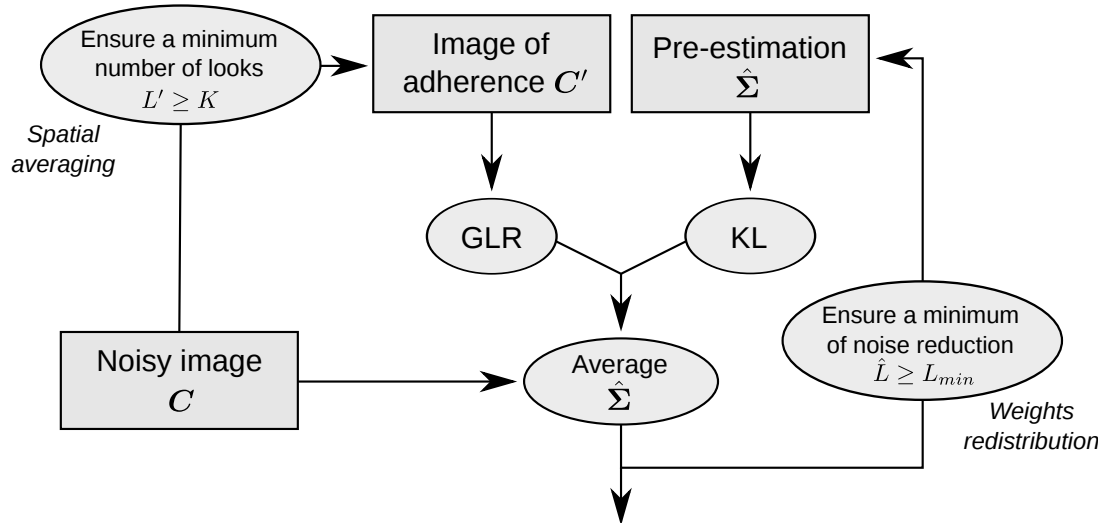 Ensure a minimum
number of looks
L′ ≥ K
Spatial
averaging
Image of
adherence C′
Pre-estimation
Σ̂
GLR
KL
Noisy image
C
Average
Σ̂
Ensure a minimum
of noise reduction
L̂ ≥ Lmin
Weights
redistribution